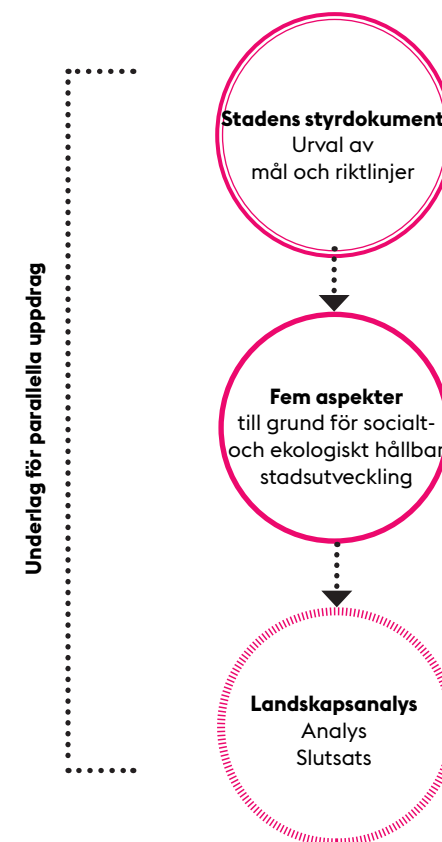 Underlag för parallella uppdrag
Stadens styrdokument
Urval av
mål och riktlinjer
Fem aspekter
till grund för socialt-
och ekologiskt hållbar
stadsutveckling
Landskapsanalys
Analys
Slutsats